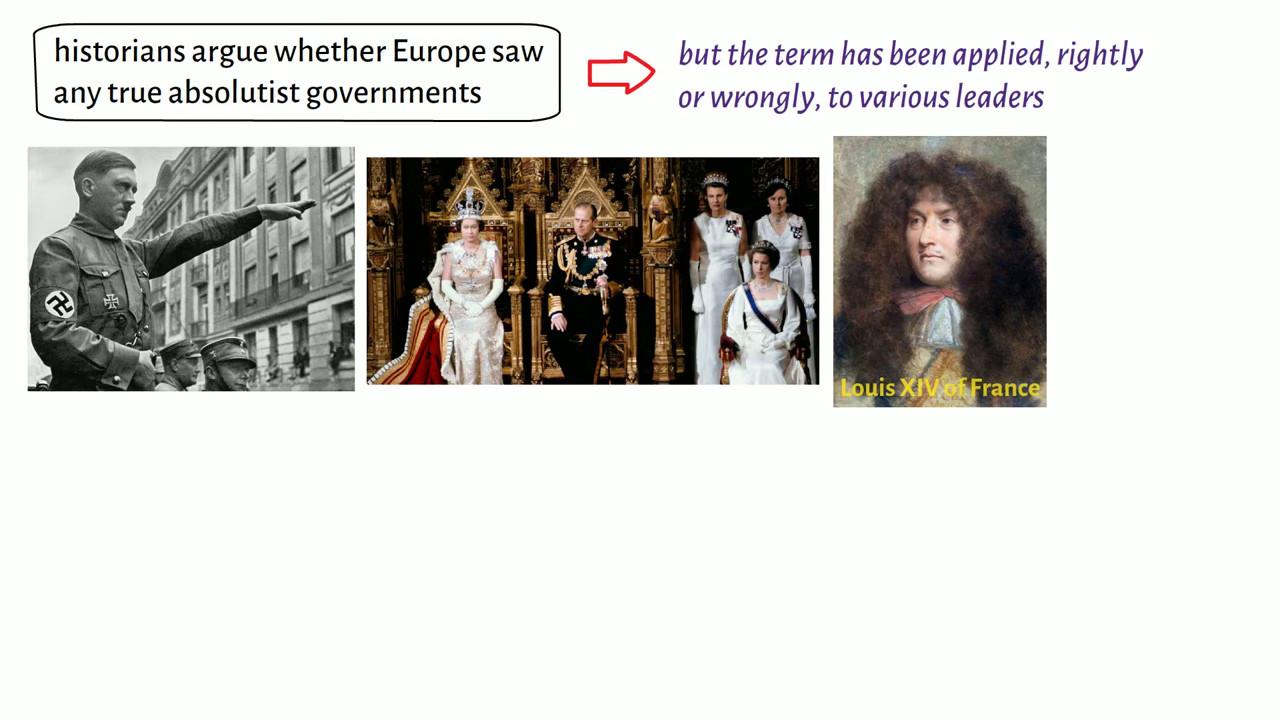 historians argue whether Europe saw
any true absolutist governments
but the term has been applied, rightly
or wrongly, to various leaders
Louis XIV of France